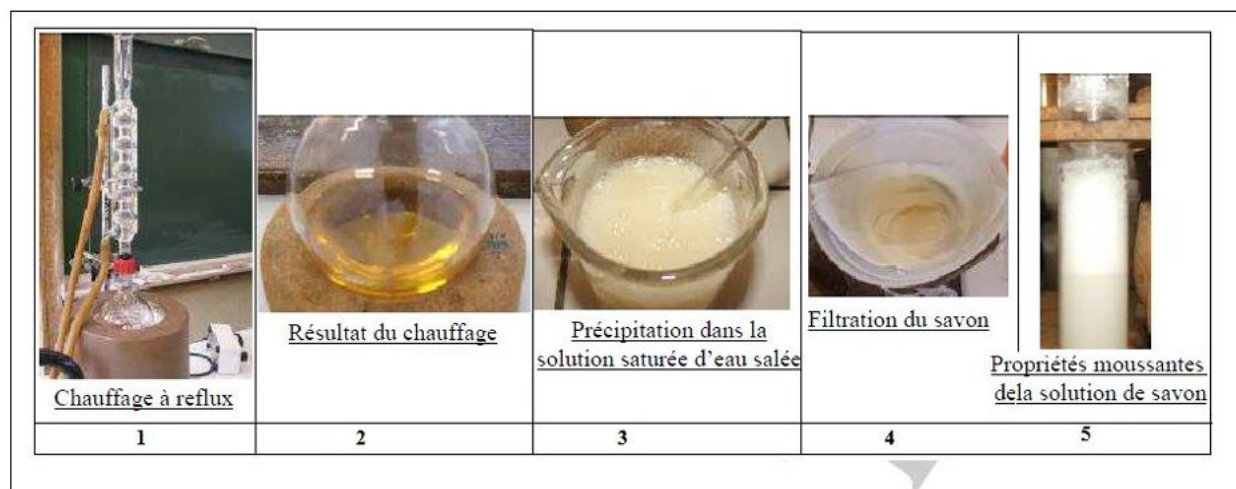 Chauffage à reflux
Résultat du chauffage
Précipitation dans la
solution saturée d'eau salée
Filtration du savon
Propriétés moussantes
dela solution de savon
1
2
3
4
5